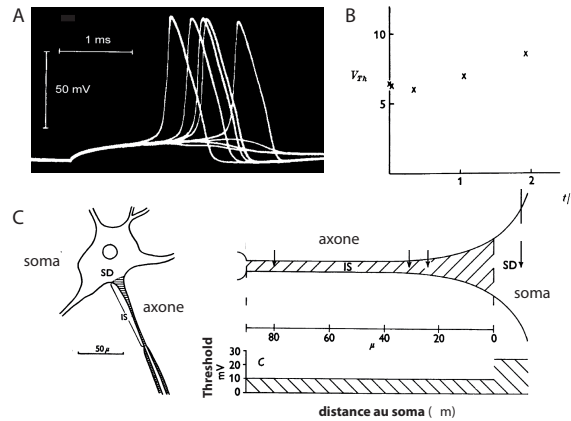 A
1 ms
50 mV
B
10
V_Th
5
1
2
t/
C
soma
SD
axone
IS
50 μ
axone
IS
SD
soma
80
60
40
20
0
μ
Threshold
mV
30
20
10
0
C
distance au soma ( m)